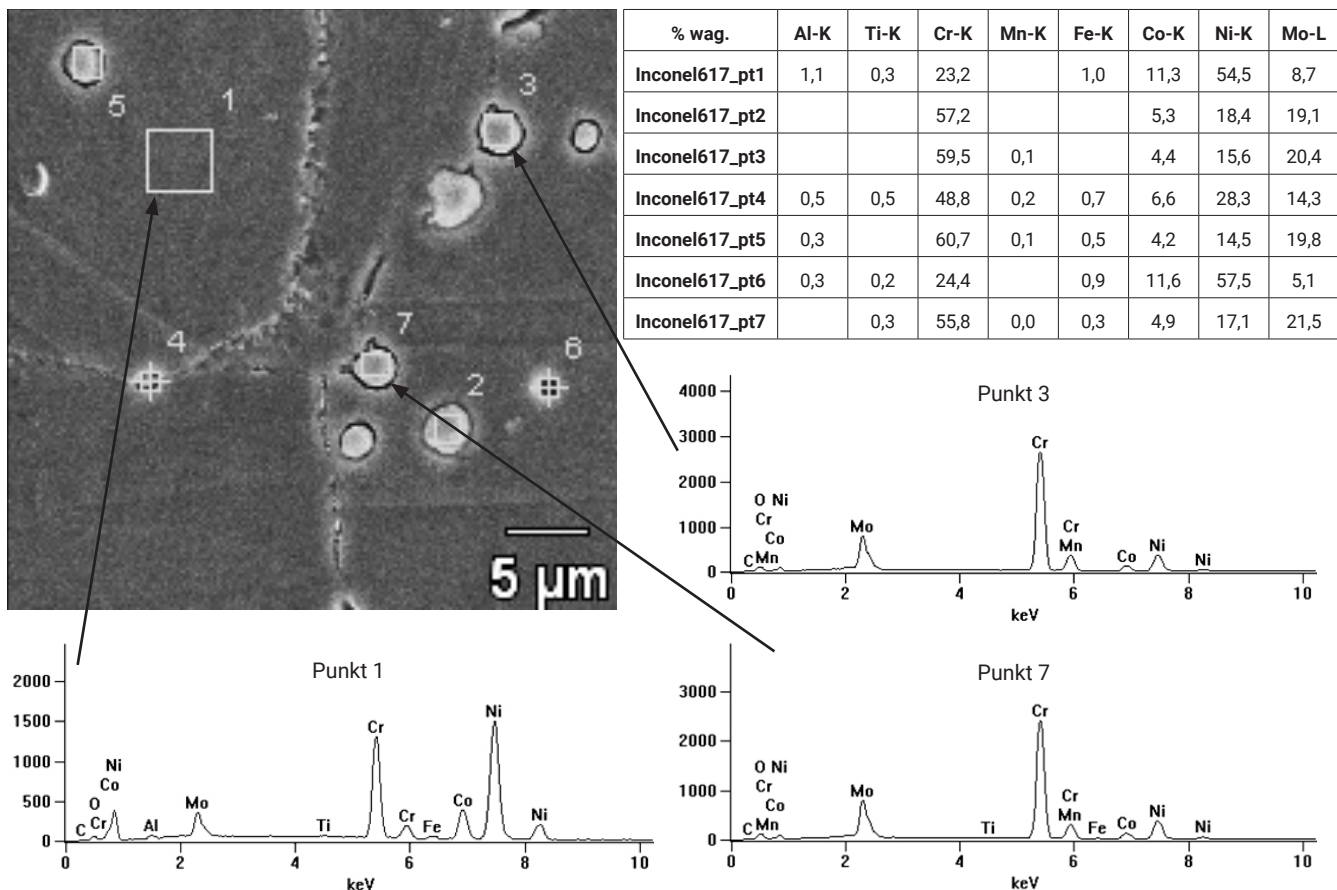 5
1
3
4
7
6
2
5 µm
% wag. Al-K Ti-K Cr-K Mn-K Fe-K Co-K Ni-K Mo-L
Inconel617_pt1 1,1 0,3 23,2 1,0 11,3 54,5 8,7
Inconel617_pt2 57,2 5,3 18,4 19,1
Inconel617_pt3 59,5 0,1 4,4 15,6 20,4
Inconel617_pt4 0,5 0,5 48,8 0,2 0,7 6,6 28,3 14,3
Inconel617_pt5 0,3 60,7 0,1 0,5 4,2 14,5 19,8
Inconel617_pt6 0,3 0,2 24,4 0,9 11,6 57,5 5,1
Inconel617_pt7 0,3 55,8 0,0 0,3 4,9 17,1 21,5
Punkt 3
4000
3000
2000
1000
0
Cr
O Ni
Cr
Co
C Mn
Mo
Cr
Mn
Co
Ni
Ni
0 2 4 6 8 10
keV
Punkt 1
2000
1500
1000
500
0
Ni
Co
O
C Cr
Al
Mo
Ti
Cr
Cr
Fe
Co
Ni
Ni
0 2 4 6 8 10
keV
Punkt 7
3000
2000
1000
0
Cr
O Ni
Cr
Co
C Mn
Mo
Ti
Cr
Mn
Fe
Co
Ni
Ni
0 2 4 6 8 10
keV